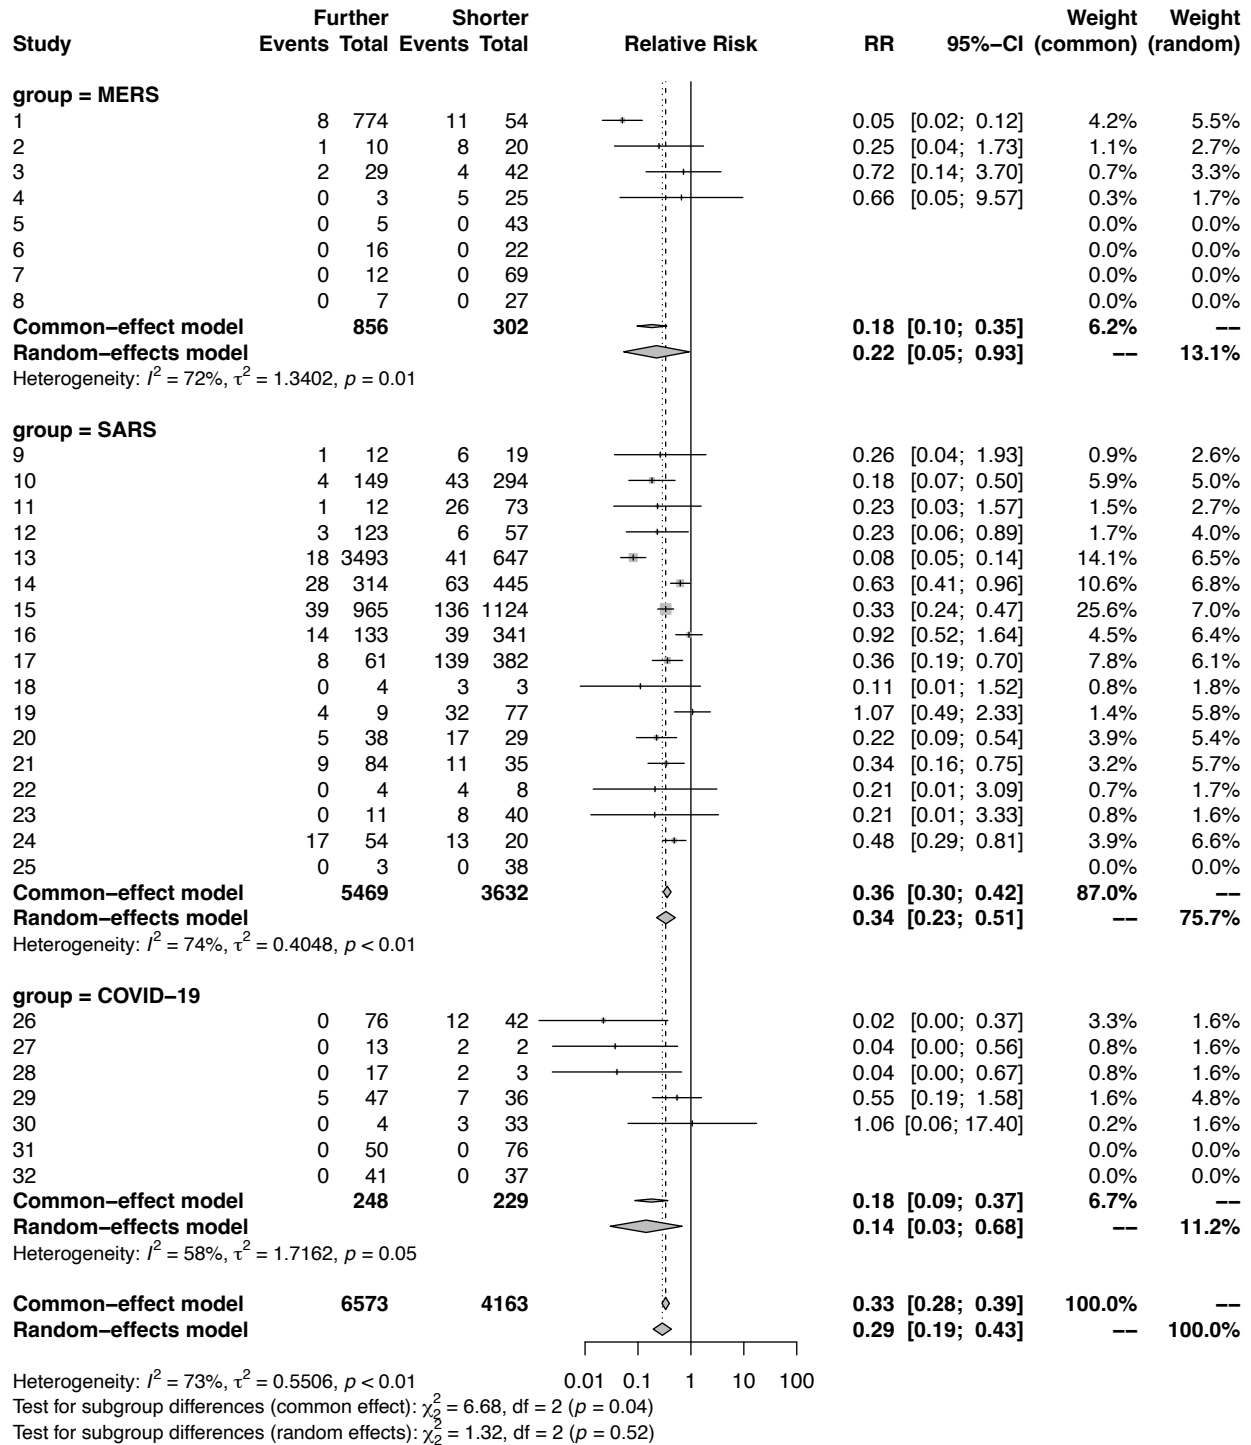 Further Shorter Weight Weight
Study Events Total Events Total Relative Risk RR 95%−CI (common) (random)
group = MERS
1 8 774 11 54 0.05 [0.02; 0.12] 4.2% 5.5%
2 1 10 8 20 0.25 [0.04; 1.73] 1.1% 2.7%
3 2 29 4 42 0.72 [0.14; 3.70] 0.7% 3.3%
4 0 3 5 25 0.66 [0.05; 9.57] 0.3% 1.7%
5 0 5 0 43 0.0% 0.0%
6 0 16 0 22 0.0% 0.0%
7 0 12 0 69 0.0% 0.0%
8 0 7 0 27 0.0% 0.0%
Common−effect model 856 302 0.18 [0.10; 0.35] 6.2% −−
Random−effects model 0.22 [0.05; 0.93] −− 13.1%
Heterogeneity: I² = 72%, τ² = 1.3402, p = 0.01
group = SARS
9 1 12 6 19 0.26 [0.04; 1.93] 0.9% 2.6%
10 4 149 43 294 0.18 [0.07; 0.50] 5.9% 5.0%
11 1 12 26 73 0.23 [0.03; 1.57] 1.5% 2.7%
12 3 123 6 57 0.23 [0.06; 0.89] 1.7% 4.0%
13 18 3493 41 647 0.08 [0.05; 0.14] 14.1% 6.5%
14 28 314 63 445 0.63 [0.41; 0.96] 10.6% 6.8%
15 39 965 136 1124 0.33 [0.24; 0.47] 25.6% 7.0%
16 14 133 39 341 0.92 [0.52; 1.64] 4.5% 6.4%
17 8 61 139 382 0.36 [0.19; 0.70] 7.8% 6.1%
18 0 4 3 3 0.11 [0.01; 1.52] 0.8% 1.8%
19 4 9 32 77 1.07 [0.49; 2.33] 1.4% 5.8%
20 5 38 17 29 0.22 [0.09; 0.54] 3.9% 5.4%
21 9 84 11 35 0.34 [0.16; 0.75] 3.2% 5.7%
22 0 4 4 8 0.21 [0.01; 3.09] 0.7% 1.7%
23 0 11 8 40 0.21 [0.01; 3.33] 0.8% 1.6%
24 17 54 13 20 0.48 [0.29; 0.81] 3.9% 6.6%
25 0 3 0 38 0.0% 0.0%
Common−effect model 5469 3632 0.36 [0.30; 0.42] 87.0% −−
Random−effects model 0.34 [0.23; 0.51] −− 75.7%
Heterogeneity: I² = 74%, τ² = 0.4048, p < 0.01
group = COVID−19
26 0 76 12 42 0.02 [0.00; 0.37] 3.3% 1.6%
27 0 13 2 2 0.04 [0.00; 0.56] 0.8% 1.6%
28 0 17 2 3 0.04 [0.00; 0.67] 0.8% 1.6%
29 5 47 7 36 0.55 [0.19; 1.58] 1.6% 4.8%
30 0 4 3 33 1.06 [0.06; 17.40] 0.2% 1.6%
31 0 50 0 76 0.0% 0.0%
32 0 41 0 37 0.0% 0.0%
Common−effect model 248 229 0.18 [0.09; 0.37] 6.7% −−
Random−effects model 0.14 [0.03; 0.68] −− 11.2%
Heterogeneity: I² = 58%, τ² = 1.7162, p = 0.05
Common−effect model 6573 4163 0.33 [0.28; 0.39] 100.0% −−
Random−effects model 0.29 [0.19; 0.43] −− 100.0%
0.01 0.1 1 10 100
Heterogeneity: I² = 73%, τ² = 0.5506, p < 0.01
Test for subgroup differences (common effect): χ²₂ = 6.68, df = 2 (p = 0.04)
Test for subgroup differences (random effects): χ²₂ = 1.32, df = 2 (p = 0.52)